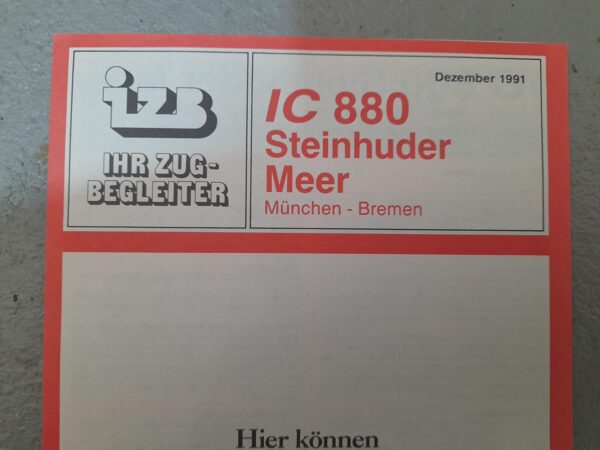 izB
IHR ZUG-
BEGLEITER
Dezember 1991
IC 880
Steinhuder
Meer
München - Bremen
Hier können